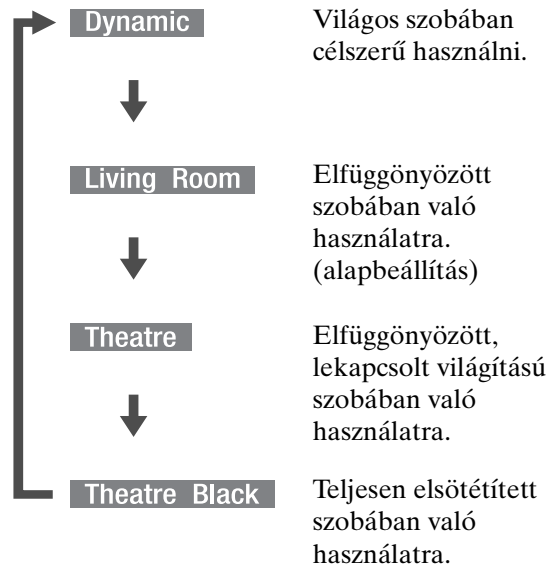 Dynamic
Világos szobában
célszerű használni.
Living Room
Elfüggönyözött
szobában való
használatra.
(alapbeállítás)
Theatre
Elfüggönyözött,
lekapcsolt világítású
szobában való
használatra.
Theatre Black
Teljesen elsötétített
szobában való
használatra.